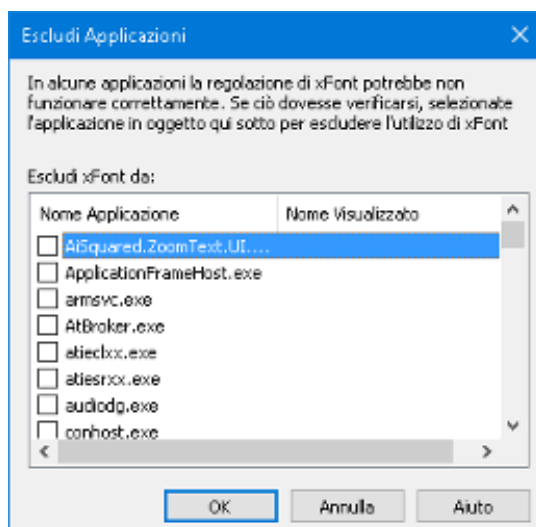 Escludi Applicazioni
In alcune applicazioni la regolazione di xFont potrebbe non
funzionare correttamente. Se ciò dovesse verificarsi, selezionate
l'applicazione in oggetto qui sotto per escludere l'utilizzo di xFont
Escludi xFont da:
Nome Applicazione Nome Visualizzato
AiSquared.ZoomText.UI....
ApplicationFrameHost.exe
armsvc.exe
AtBroker.exe
atieclxx.exe
atiesrxx.exe
audiodg.exe
conhost.exe
OK Annulla Aiuto